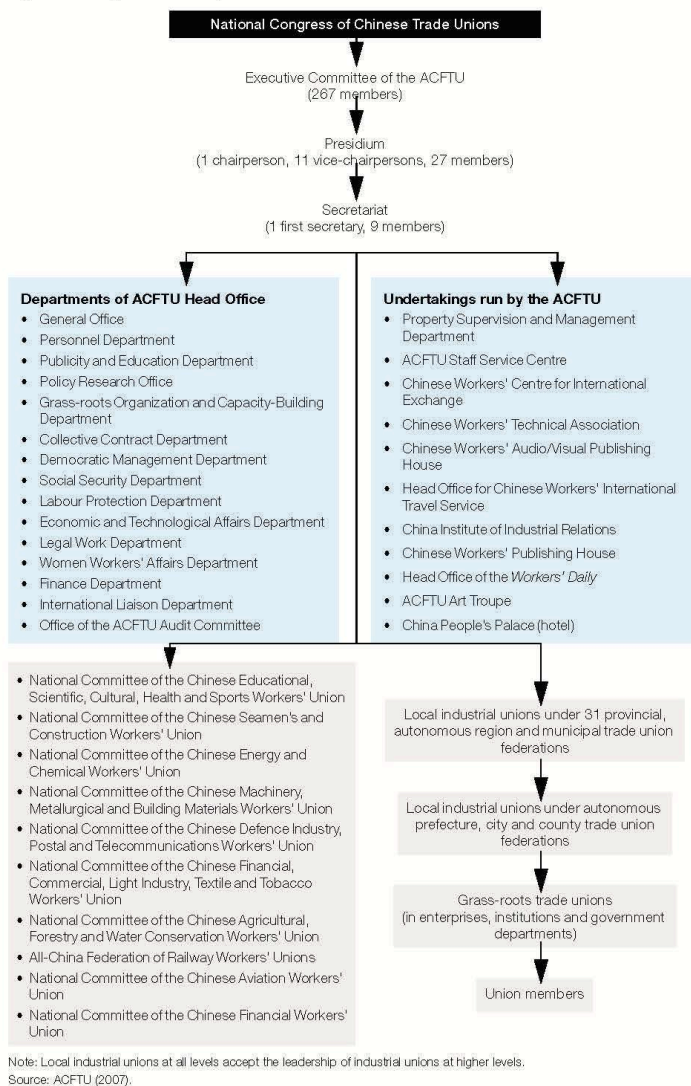 National Congress of Chinese Trade Unions
Executive Committee of the ACFTU
(267 members)
Presidium
(1 chairperson, 11 vice-chairpersons, 27 members)
Secretariat
(1 first secretary, 9 members)
Departments of ACFTU Head Office
• General Office
• Personnel Department
• Publicity and Education Department
• Policy Research Office
• Grass-roots Organization and Capacity-Building
Department
• Collective Contract Department
• Democratic Management Department
• Social Security Department
• Labour Protection Department
• Economic and Technological Affairs Department
• Legal Work Department
• Women Workers' Affairs Department
• Finance Department
• International Liaison Department
• Office of the ACFTU Audit Committee
Undertakings run by the ACFTU
• Property Supervision and Management
Department
• ACFTU Staff Service Centre
• Chinese Workers' Centre for International
Exchange
• Chinese Workers' Technical Association
• Chinese Workers' Audio/Visual Publishing
House
• Head Office for Chinese Workers' International
Travel Service
• China Institute of Industrial Relations
• Chinese Workers' Publishing House
• Head Office of the Workers' Daily
• ACFTU Art Troupe
• China People's Palace (hotel)
• National Committee of the Chinese Educational,
Scientific, Cultural, Health and Sports Workers' Union
• National Committee of the Chinese Seamen's and
Construction Workers' Union
• National Committee of the Chinese Energy and
Chemical Workers' Union
• National Committee of the Chinese Machinery,
Metallurgical and Building Materials Workers' Union
• National Committee of the Chinese Defence Industry,
Postal and Telecommunications Workers' Union
• National Committee of the Chinese Financial,
Commercial, Light Industry, Textile and Tobacco
Workers' Union
• National Committee of the Chinese Agricultural,
Forestry and Water Conservation Workers' Union
• All-China Federation of Railway Workers' Unions
• National Committee of the Chinese Aviation Workers'
Union
• National Committee of the Chinese Financial Workers'
Union
Local industrial unions under 31 provincial,
autonomous region and municipal trade union
federations
Local industrial unions under autonomous
prefecture, city and county trade union
federations
Grass-roots trade unions
(in enterprises, institutions and government
departments)
Union members
Note: Local industrial unions at all levels accept the leadership of industrial unions at higher levels.
Source: ACFTU (2007).